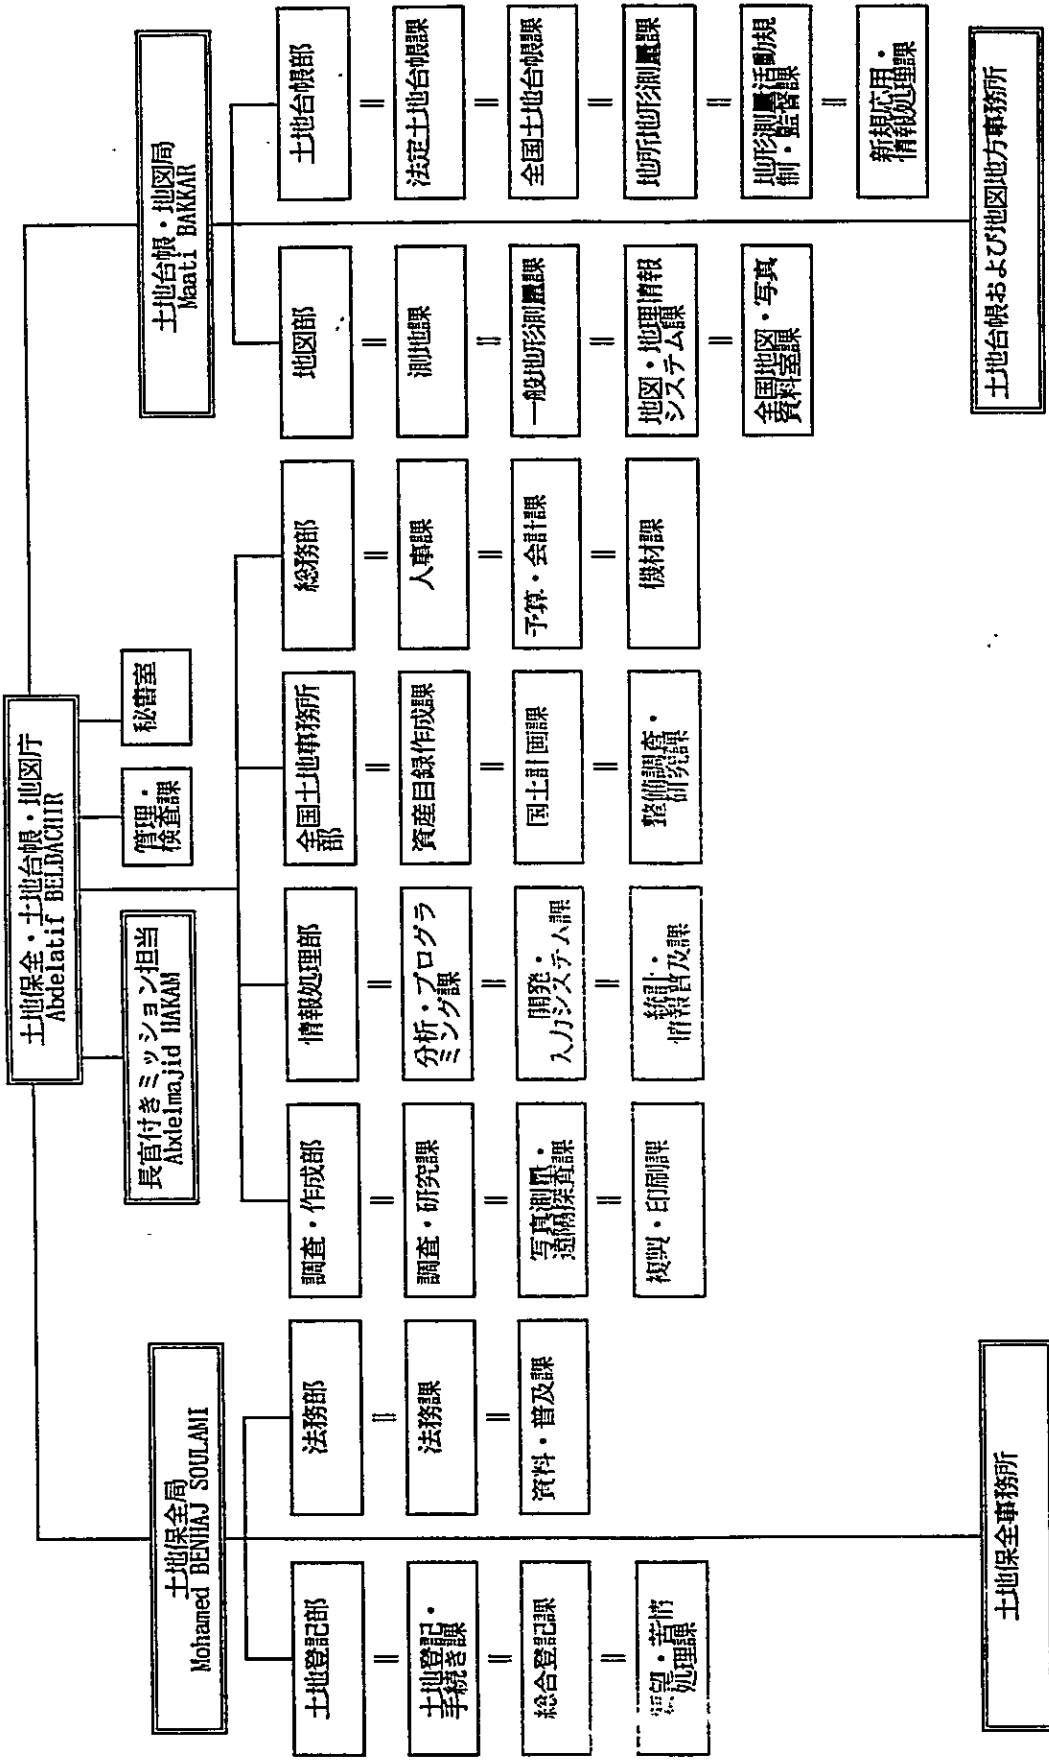 土地保全・土地台帳・地図庁
Abdelatif BELBACHIR
長官付きミッション担当
Abdelmajid HAKAM
管理・
検査課
秘書室
土地保全局
Mohamed BENHAJ SOULAMI
土地登記部
土地登記・
手続き課
総合登記課
・苦情
処理課
法務部
法務課
資料・普及課
土地保全事務所
調査・作成部
調査・研究課
写真測量・
遠隔探査課
複製・印刷課
情報処理部
分析・プログラ
ミング課
開発・
入力システム課
統計・
情報普及課
全国土地事務所
部
資産目録作成課
国土計画課
整備調査・
研究課
総務部
人事課
予算・会計課
機材課
土地台帳・地図局
Maati BAKKAR
地図部
測地課
一般地形測量課
地図・地理情報
システム課
全国地図・写真
資料室課
土地台帳部
法定土地台帳課
全国土地台帳課
地所地形測量課
地形測量活動規
制・監督課
新規応用・
情報処理課
土地台帳および地図地方事務所